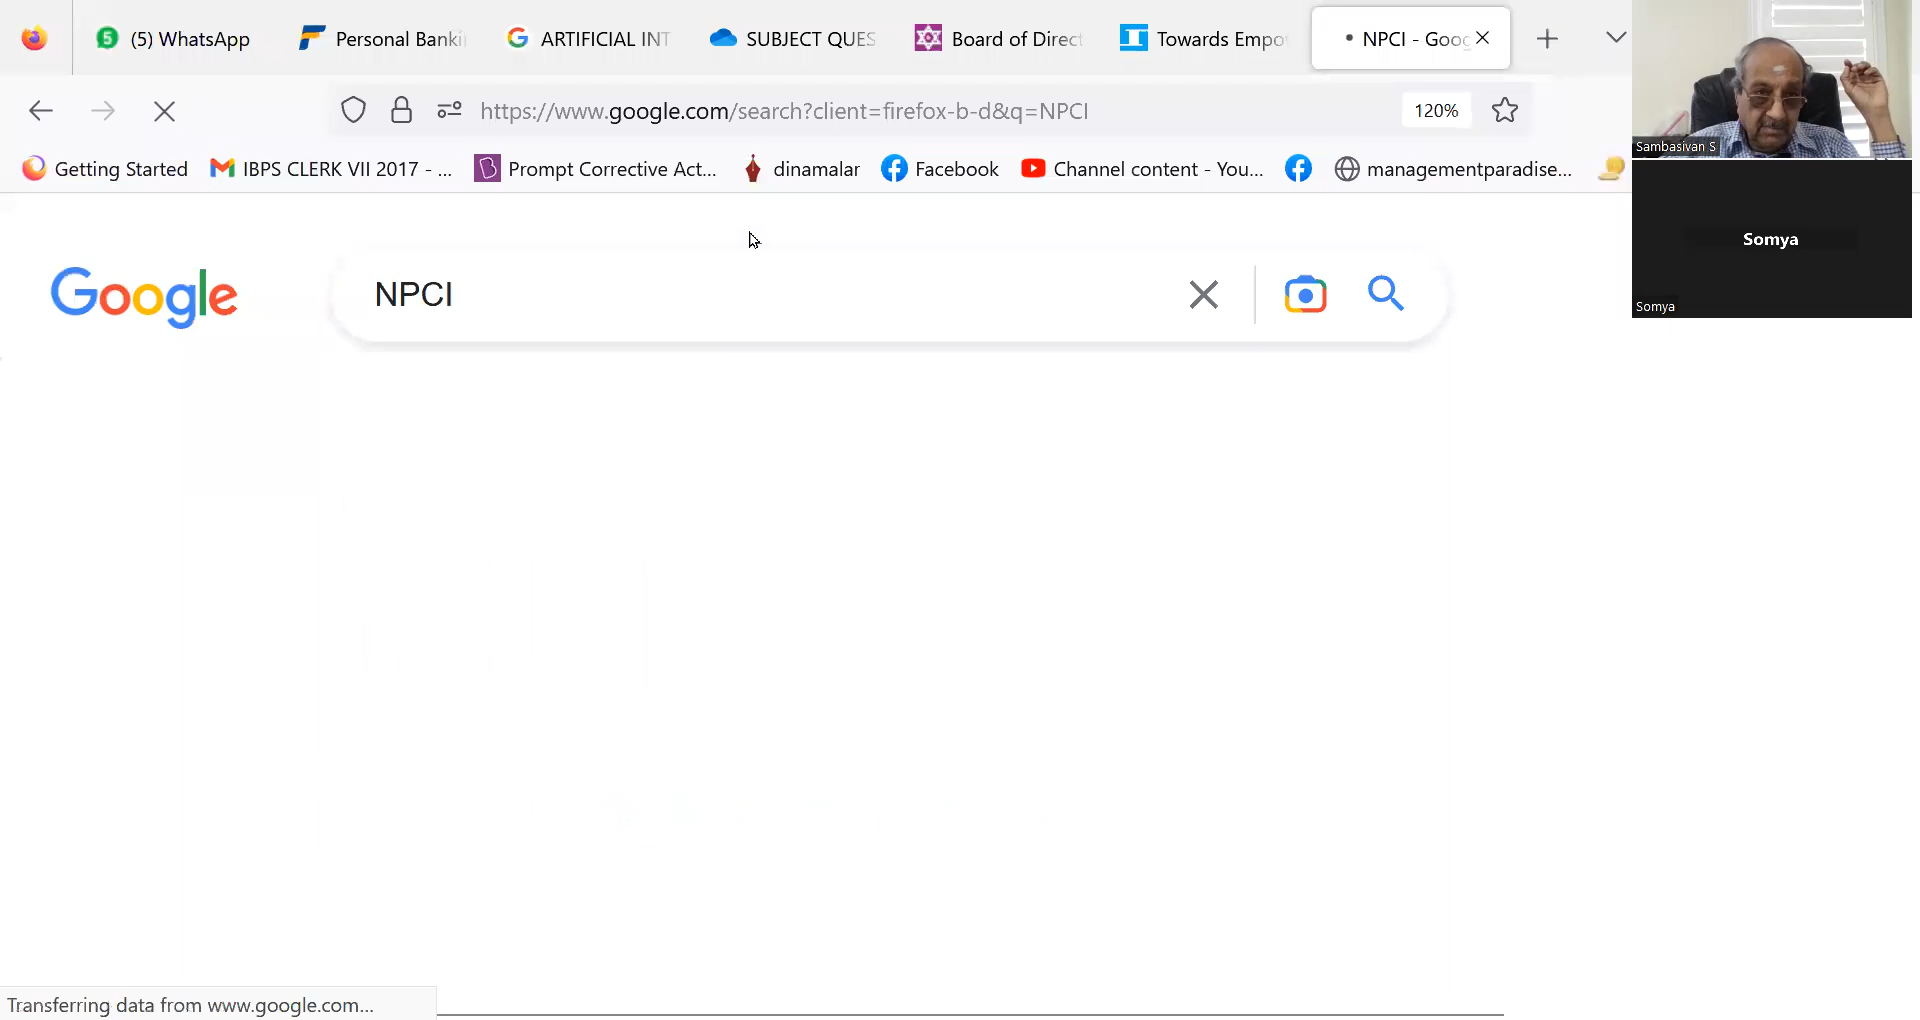 5 (5) WhatsApp Personal Banki ARTIFICIAL INT SUBJECT QUES Board of Direct Towards Empo NPCI - Goog
https://www.google.com/search?client=firefox-b-d&q=NPCI 120%
Getting Started IBPS CLERK VII 2017 - ... Prompt Corrective Act... dinamalar Facebook Channel content - You... managementparadise...
Sambasivan S
Somya
Somya
Google NPCI
Transferring data from www.google.com...